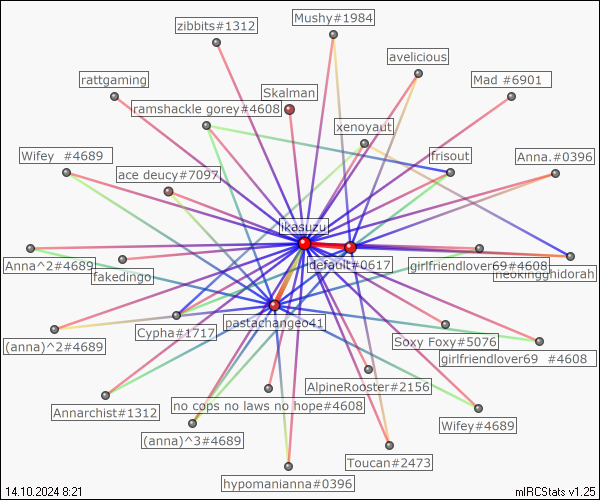 Mushy#1984
zibbits#1312
avelicious
rattgaming
Mad #6901
Skalman
ramshackle gorey#4608
xenoyaut
Wifey  #4689
frisout
Anna.#0396
ace deucy#7097
ikasuzu
Anna^2#4689
fakedingo
default#0617
girlfriendlover69#4608
neokingghidorah
pastachangeo41
Cypha#1717
(anna)^2#4689
Soxy Foxy#5076
girlfriendlover69  #4608
AlpineRooster#2156
Annarchist#1312
no cops no laws no hope#4608
Wifey#4689
(anna)^3#4689
Toucan#2473
hypomanianna#0396
14.10.2024 8:21
mIRCStats v1.25